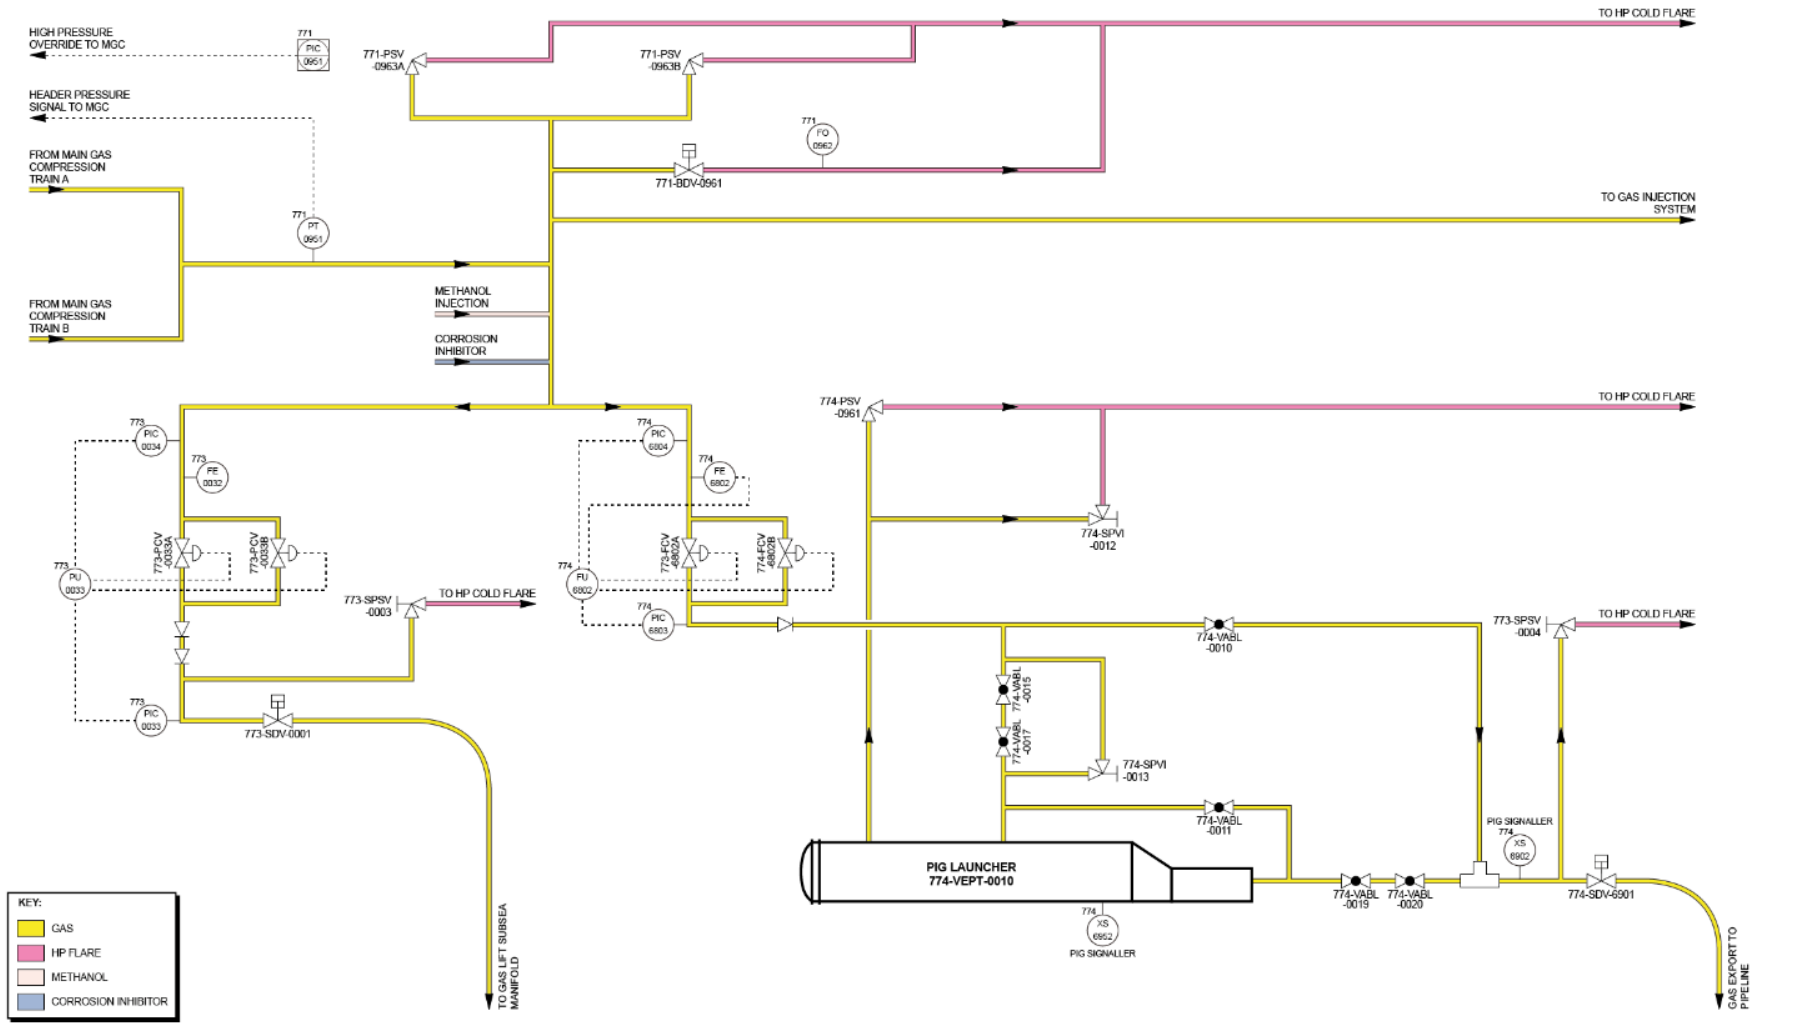 HIGH PRESSURE
OVERRIDE TO MGC
771
PIC
0951
771-PSV
-0963A
771-PSV
-0963B
TO HP COLD FLARE
HEADER PRESSURE
SIGNAL TO MGC
771
FO
0962
FROM MAIN GAS
COMPRESSION
TRAIN A
771-BDV-0961
TO GAS INJECTION
SYSTEM
771
PT
0951
METHANOL
INJECTION
FROM MAIN GAS
COMPRESSION
TRAIN B
CORROSION
INHIBITOR
773
PIC
0034
773
FE
0032
773-PCV
-0033A
773-PCV
-0033B
773
PU
0033
773-SPSV
-0003
TO HP COLD FLARE
773
PIC
0033
773-SDV-0001
TO GAS LIFT SUBSEA
MANIFOLD
774
PIC
6804
774
FE
6802
773-FCV
-6802A
774-FCV
-6802B
774
FU
6802
774
PIC
6803
774-PSV
-0961
TO HP COLD FLARE
774-SPVI
-0012
774-VABL
-0010
773-SPSV
-0004
TO HP COLD FLARE
774-VABL
-0015
774-VABL
-0017
774-SPVI
-0013
774-VABL
-0011
PIG SIGNALLER
774
XS
6902
PIG LAUNCHER
774-VEPT-0010
774-VABL
-0019
774-VABL
-0020
774-SDV-6901
774
XS
6952
PIG SIGNALLER
GAS EXPORT TO
PIPELINE
KEY:
GAS
HP FLARE
METHANOL
CORROSION INHIBITOR